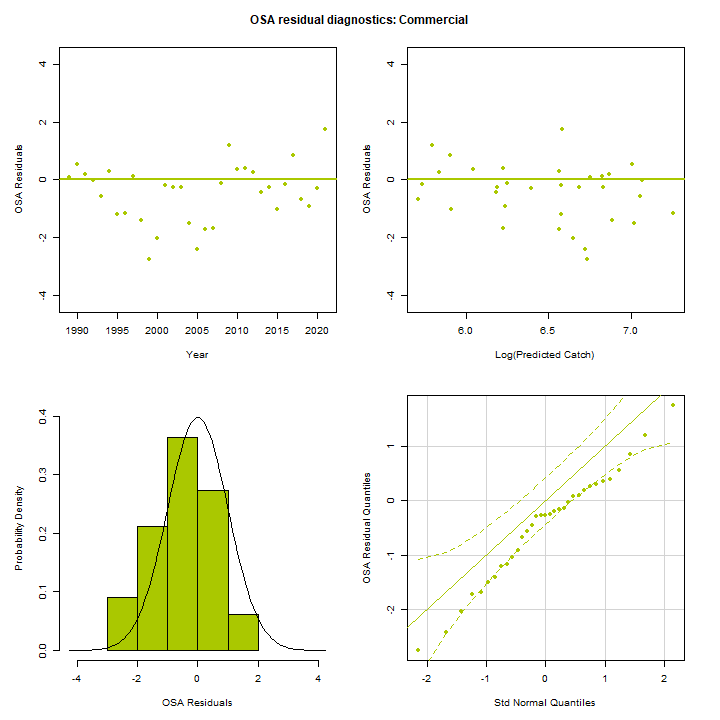 OSA residual diagnostics: Commercial
OSA Residuals
4
2
0
-2
-4
1990 1995 2000 2005 2010 2015 2020
Year
OSA Residuals
4
2
0
-2
-4
6.0 6.5 7.0
Log(Predicted Catch)
Probability Density
0.4
0.3
0.2
0.1
0.0
-4 -2 0 2 4
OSA Residuals
OSA Residual Quantiles
1
0
-1
-2
-2 -1 0 1 2
Std Normal Quantiles